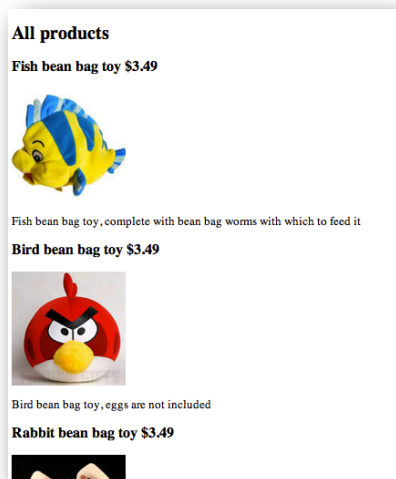 All products
Fish bean bag toy $3.49
Fish bean bag toy, complete with bean bag worms with which to feed it
Bird bean bag toy $3.49
Bird bean bag toy, eggs are not included
Rabbit bean bag toy $3.49